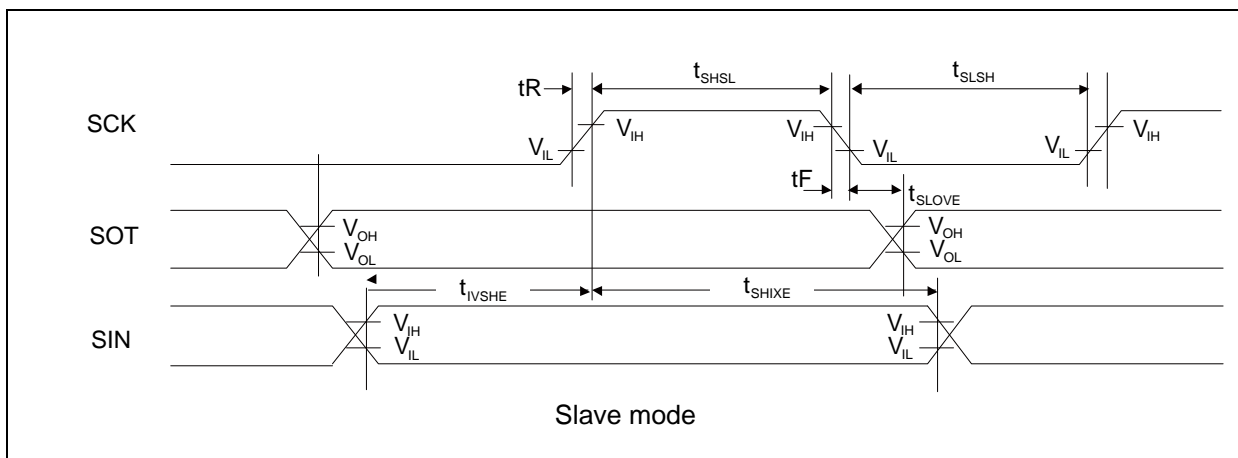 tR
tSHSL
tSLSH
SCK
VIH
VIH
VIH
VIL
VIL
VIL
tF
tSLOVE
SOT
VOH
VOH
VOL
VOL
tIVSHE
tSHIXE
SIN
VIH
VIH
VIL
VIL
Slave mode